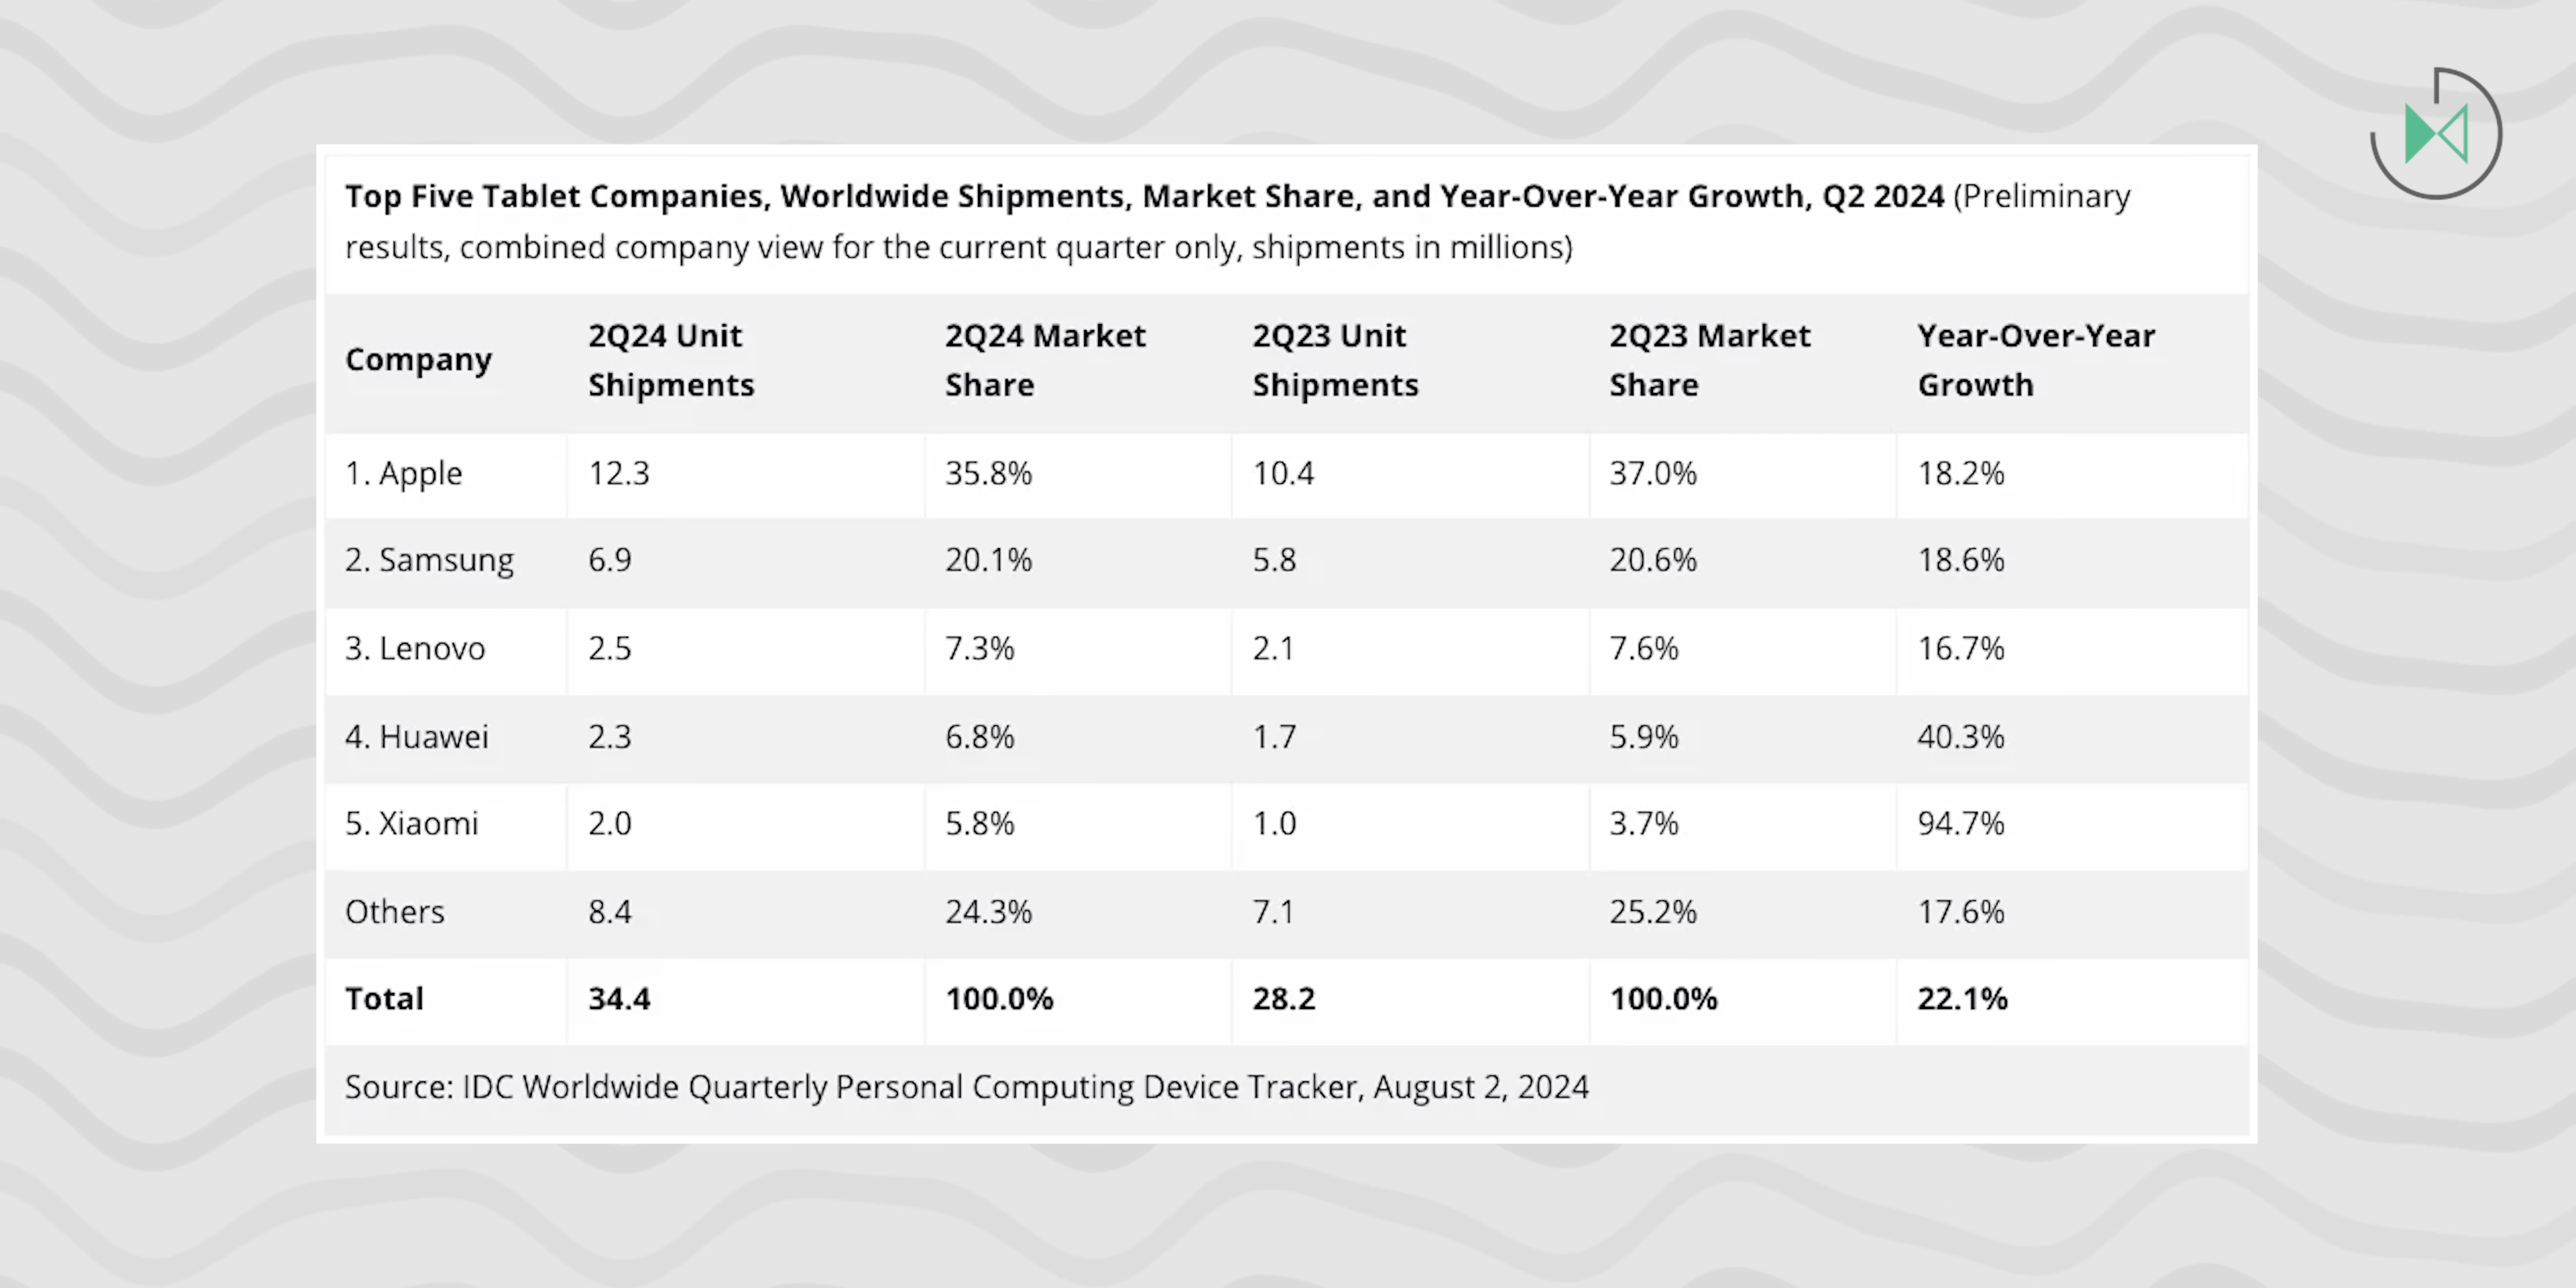 Top Five Tablet Companies, Worldwide Shipments, Market Share, and Year-Over-Year Growth, Q2 2024 (Preliminary
results, combined company view for the current quarter only, shipments in millions)
Company 2Q24 Unit Shipments 2Q24 Market Share 2Q23 Unit Shipments 2Q23 Market Share Year-Over-Year Growth
1. Apple 12.3 35.8% 10.4 37.0% 18.2%
2. Samsung 6.9 20.1% 5.8 20.6% 18.6%
3. Lenovo 2.5 7.3% 2.1 7.6% 16.7%
4. Huawei 2.3 6.8% 1.7 5.9% 40.3%
5. Xiaomi 2.0 5.8% 1.0 3.7% 94.7%
Others 8.4 24.3% 7.1 25.2% 17.6%
Total 34.4 100.0% 28.2 100.0% 22.1%
Source: IDC Worldwide Quarterly Personal Computing Device Tracker, August 2, 2024